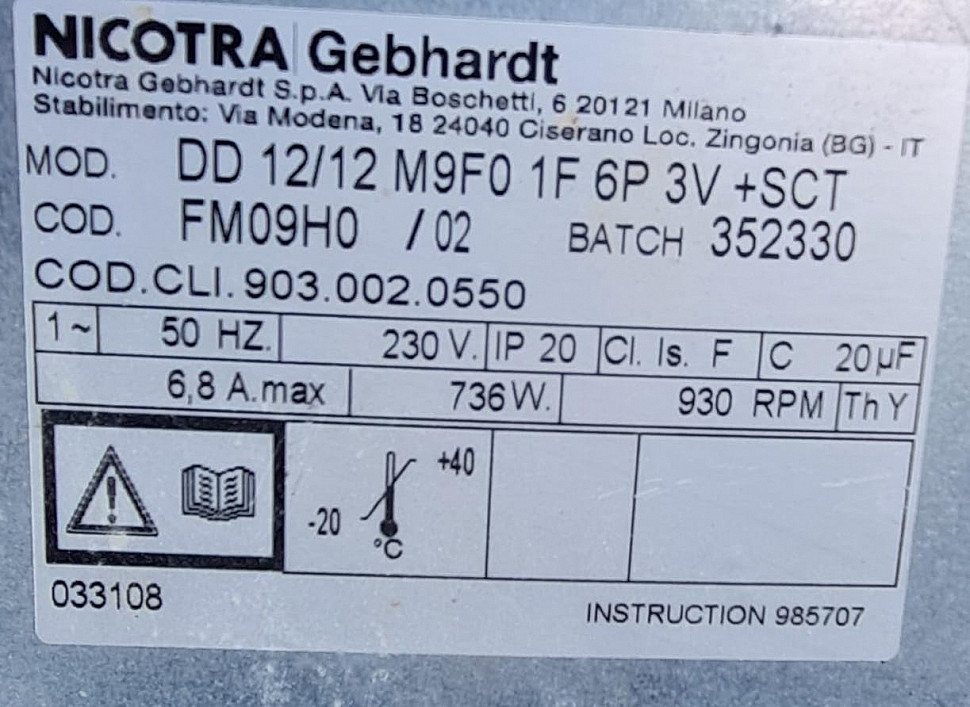 NICOTRA Gebhardt
Nicotra Gebhardt S.p.A. Via Boschetti, 6 20121 Milano
Stabilimento: Via Modena, 18 24040 Ciserano Loc. Zingonia (BG) - IT
MOD. DD 12/12 M9F0 1F 6P 3V +SCT
COD. FM09H0 /02 BATCH 352330
COD.CLI.903.002.0550
1~ 50 HZ. 230 V. IP 20 Cl. Is. F C 20µF
6,8 A.max 736W. 930 RPM Th Y
+40
-20
°C
033108
INSTRUCTION 985707